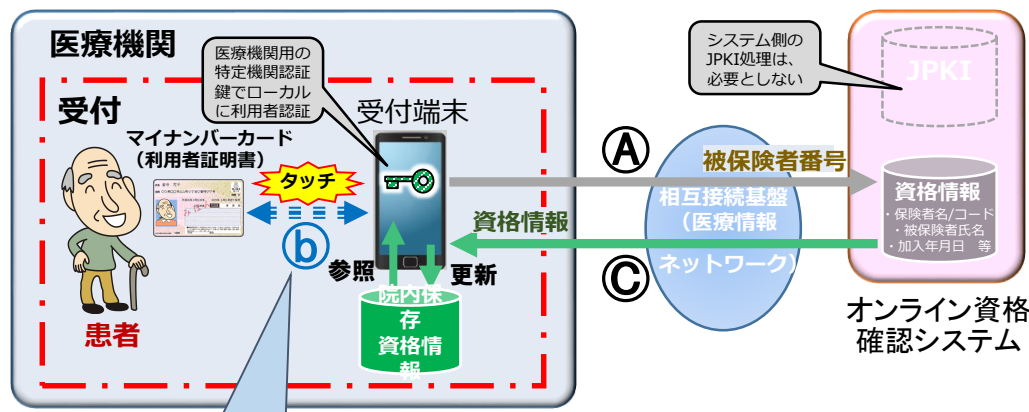 医療機関
医療機関用の
特定機関認証
鍵でローカル
に利用者認証
受付
受付端末
マイナンバーカード
（利用者証明書）
タッチ
ⓑ
参照
更新
院内保
存
資格情
報
患者
Ⓐ
被保険者番号
相互接続基盤
（医療情報
ネットワーク）
資格情報
Ⓒ
システム側の
JPKI処理は、
必要としない
JPKI
資格情報
・保険者名/コード
・被保険者氏名
・加入年月日　等
オンライン資格
確認システム